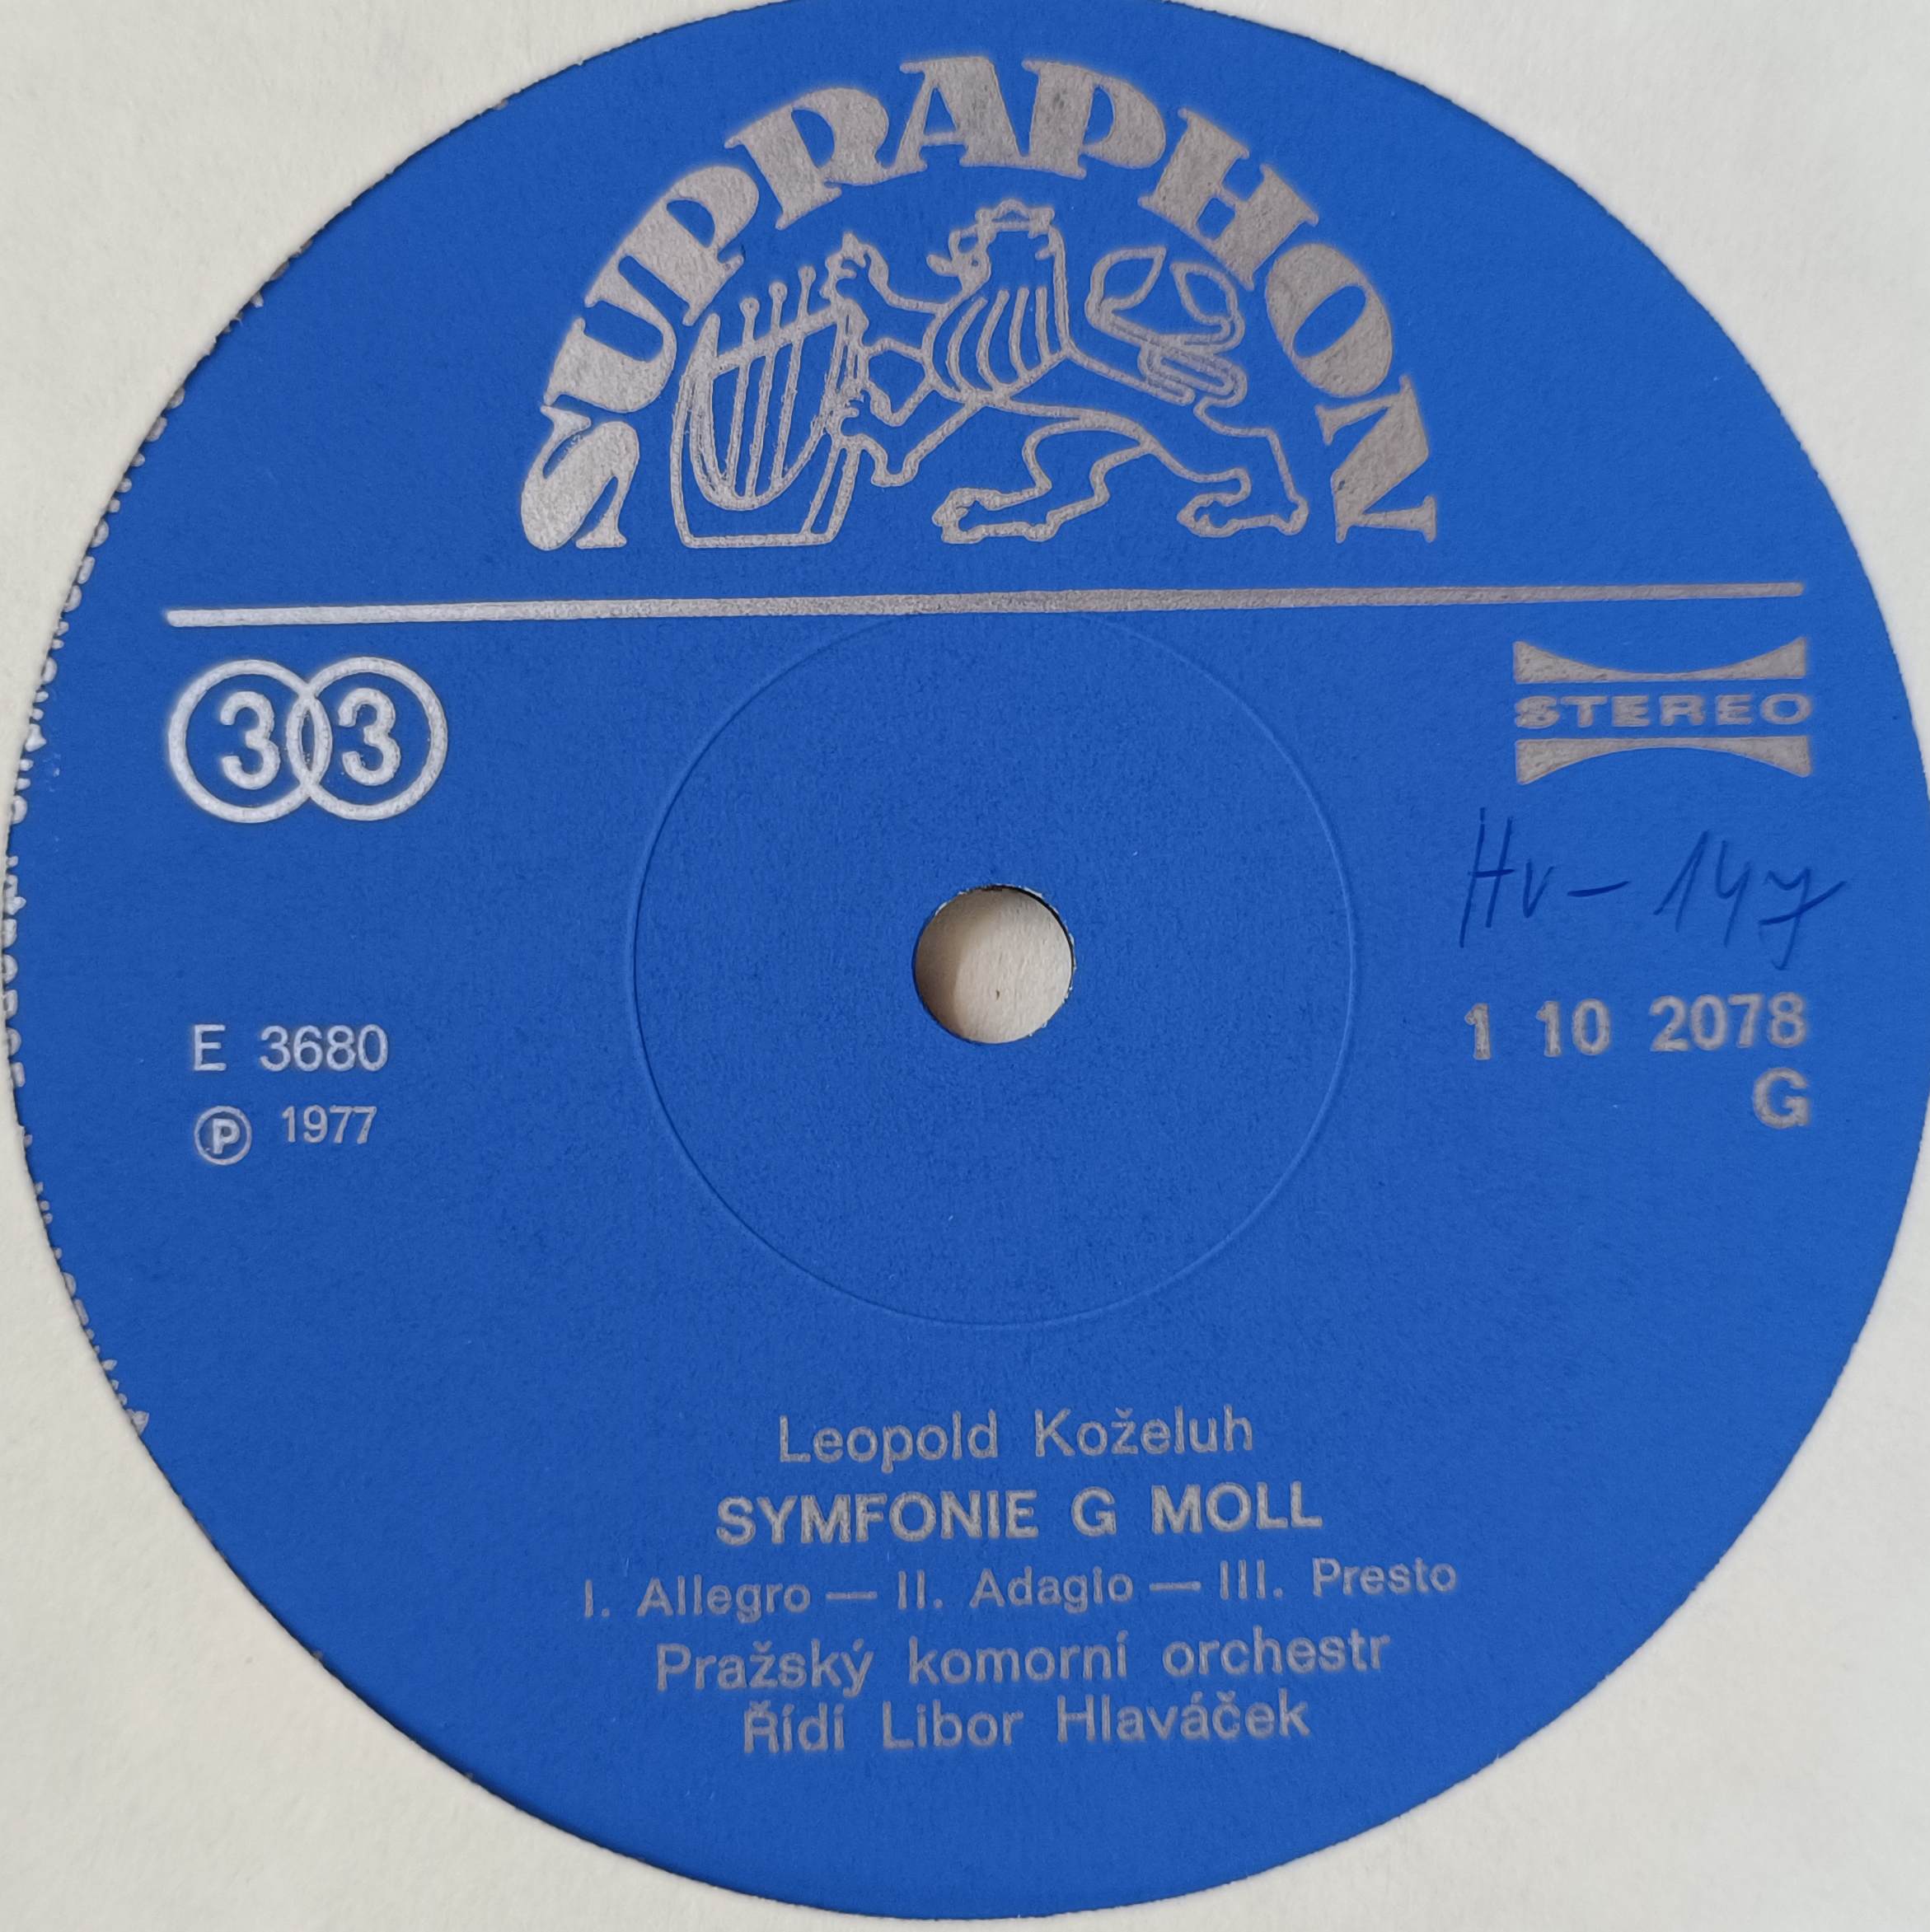 SUPRAPHON
33
STEREO
Hv - 147
E 3680
1 10 2078
G
℗ 1977
Leopold Koželuh
SYMFONIE G MOLL
I. Allegro — II. Adagio — III. Presto
Pražský komorní orchestr
Řídí Libor Hlaváček